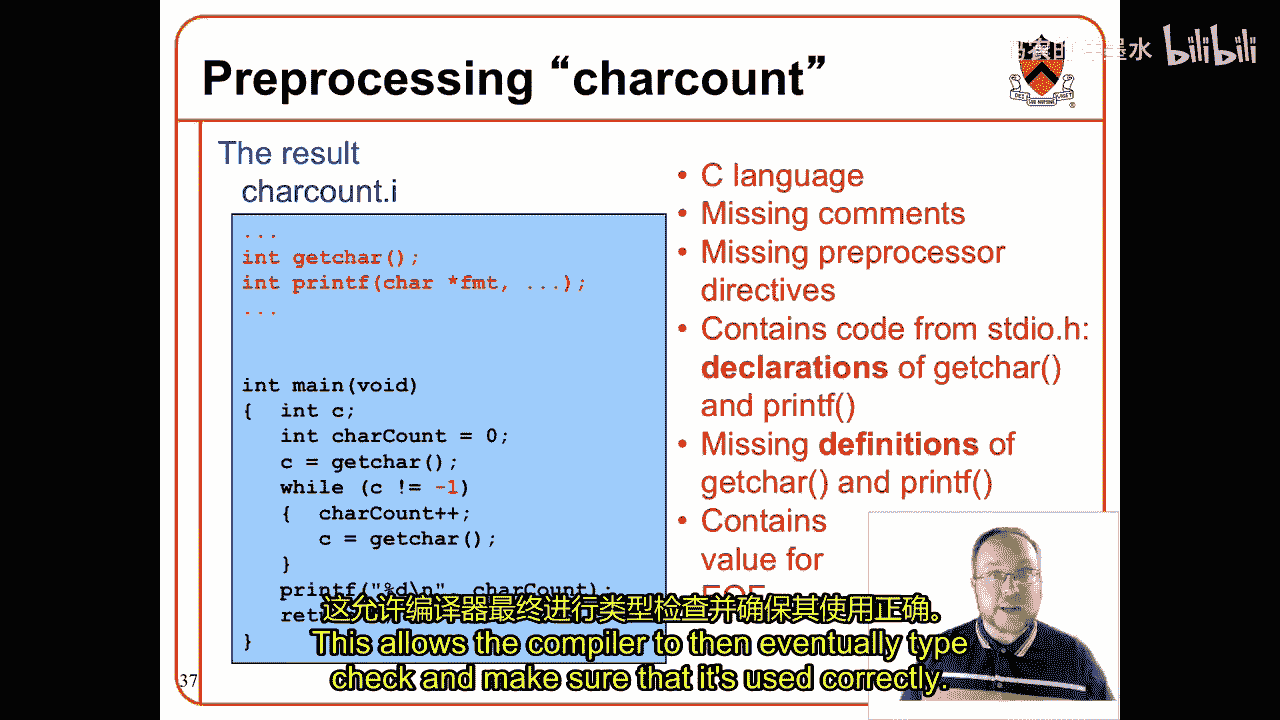 Preprocessing “charcount”
bilibili
The result
charcount.i
...
int getchar();
int printf(char *fmt, ...);
...
int main(void)
{ int c;
int charCount = 0;
c = getchar();
while (c != -1)
{ charCount++;
c = getchar();
}
printf("%d\n", charCount);
}
• C language
• Missing comments
• Missing preprocessor
directives
• Contains code from stdio.h:
declarations of getchar()
and printf()
• Missing definitions of
getchar() and printf()
• Contains
value for
EOF
37
这允许编译器最终进行类型检查并确保其使用正确。
This allows the compiler to then eventually type
check and make sure that it's used correctly.